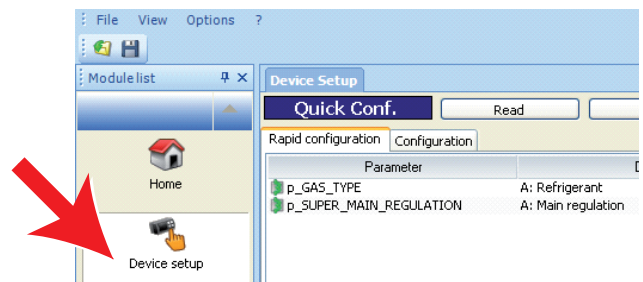 File View Options ?
Module list
Device Setup
Quick Conf. Read
Rapid configuration Configuration
Parameter
Home
p_GAS_TYPE A: Refrigerant
p_SUPER_MAIN_REGULATION A: Main regulation
Device setup